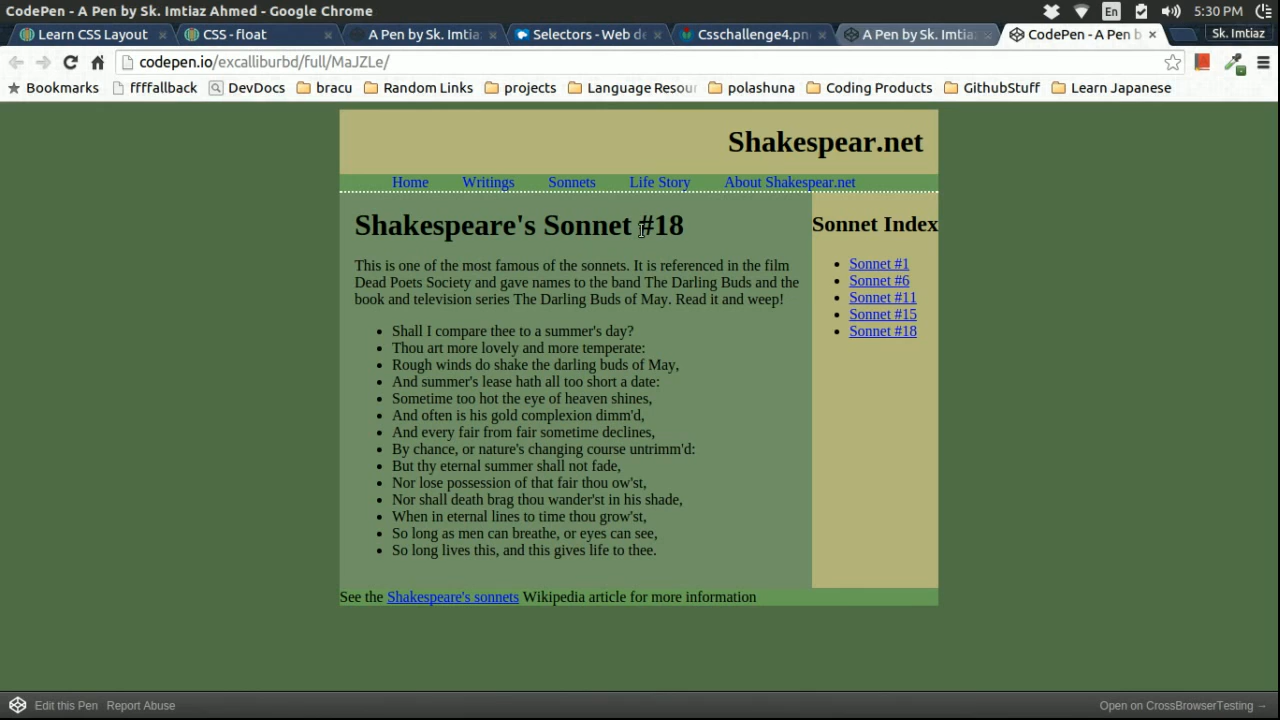 CodePen - A Pen by Sk. Imtiaz Ahmed - Google Chrome
En
5:30 PM
Learn CSS Layout
CSS - float
A Pen by Sk. Imtia
Selectors - Web de
Csschallenge4.pn
A Pen by Sk. Imtia
CodePen - A Pen b
Sk. Imtiaz
codepen.io/excalliburbd/full/MaJZLe/
Bookmarks
ffffallback
DevDocs
bracu
Random Links
projects
Language Resou
polashuna
Coding Products
GithubStuff
Learn Japanese
Shakespear.net
Home Writings Sonnets Life Story About Shakespear.net
Shakespeare's Sonnet #18
This is one of the most famous of the sonnets. It is referenced in the film
Dead Poets Society and gave names to the band The Darling Buds and the
book and television series The Darling Buds of May. Read it and weep!
Shall I compare thee to a summer's day?
Thou art more lovely and more temperate:
Rough winds do shake the darling buds of May,
And summer's lease hath all too short a date:
Sometime too hot the eye of heaven shines,
And often is his gold complexion dimm'd,
And every fair from fair sometime declines,
By chance, or nature's changing course untrimm'd:
But thy eternal summer shall not fade,
Nor lose possession of that fair thou ow'st,
Nor shall death brag thou wander'st in his shade,
When in eternal lines to time thou grow'st,
So long as men can breathe, or eyes can see,
So long lives this, and this gives life to thee.
Sonnet Index
Sonnet #1
Sonnet #6
Sonnet #11
Sonnet #15
Sonnet #18
See the Shakespeare's sonnets Wikipedia article for more information
Edit this Pen
Report Abuse
Open on CrossBrowserTesting →